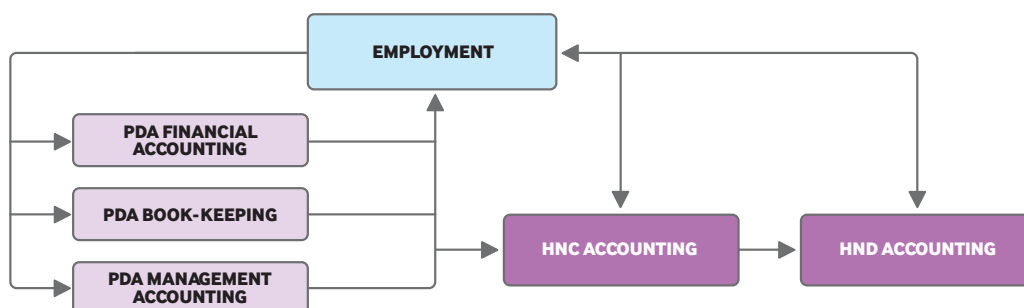 EMPLOYMENT
PDA FINANCIAL
ACCOUNTING
PDA BOOK-KEEPING
PDA MANAGEMENT
ACCOUNTING
HNC ACCOUNTING
HND ACCOUNTING